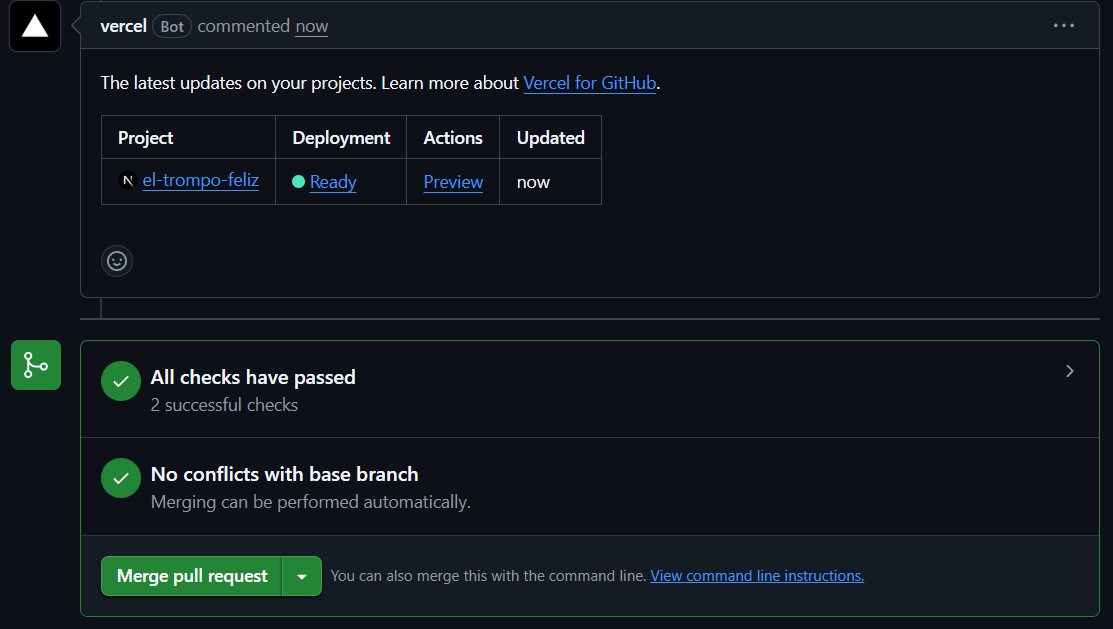 vercel Bot commented now
The latest updates on your projects. Learn more about Vercel for GitHub.
Project Deployment Actions Updated
N el-trompo-feliz Ready Preview now
All checks have passed
2 successful checks
No conflicts with base branch
Merging can be performed automatically.
Merge pull request You can also merge this with the command line. View command line instructions.